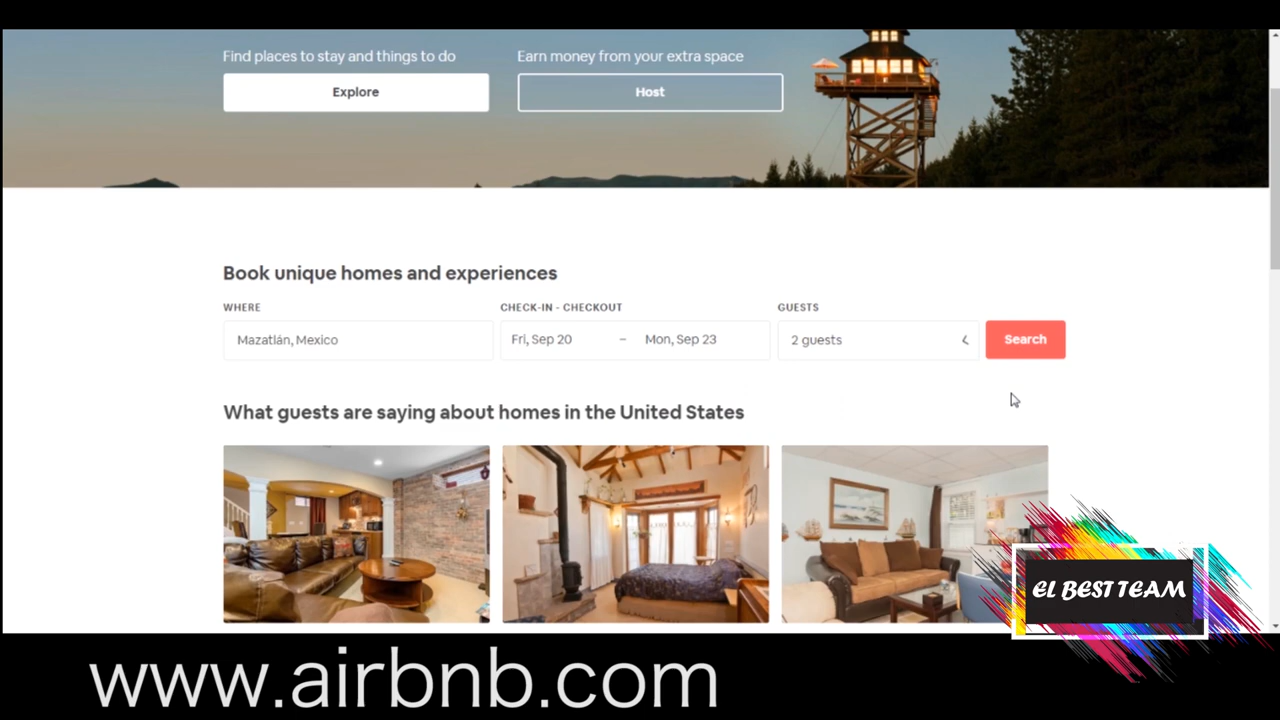 Find places to stay and things to do
Earn money from your extra space
Explore
Host
Book unique homes and experiences
WHERE
CHECK-IN - CHECKOUT
GUESTS
Mazatlán, Mexico
Fri, Sep 20 – Mon, Sep 23
2 guests
Search
What guests are saying about homes in the United States
EL BEST TEAM
www.airbnb.com